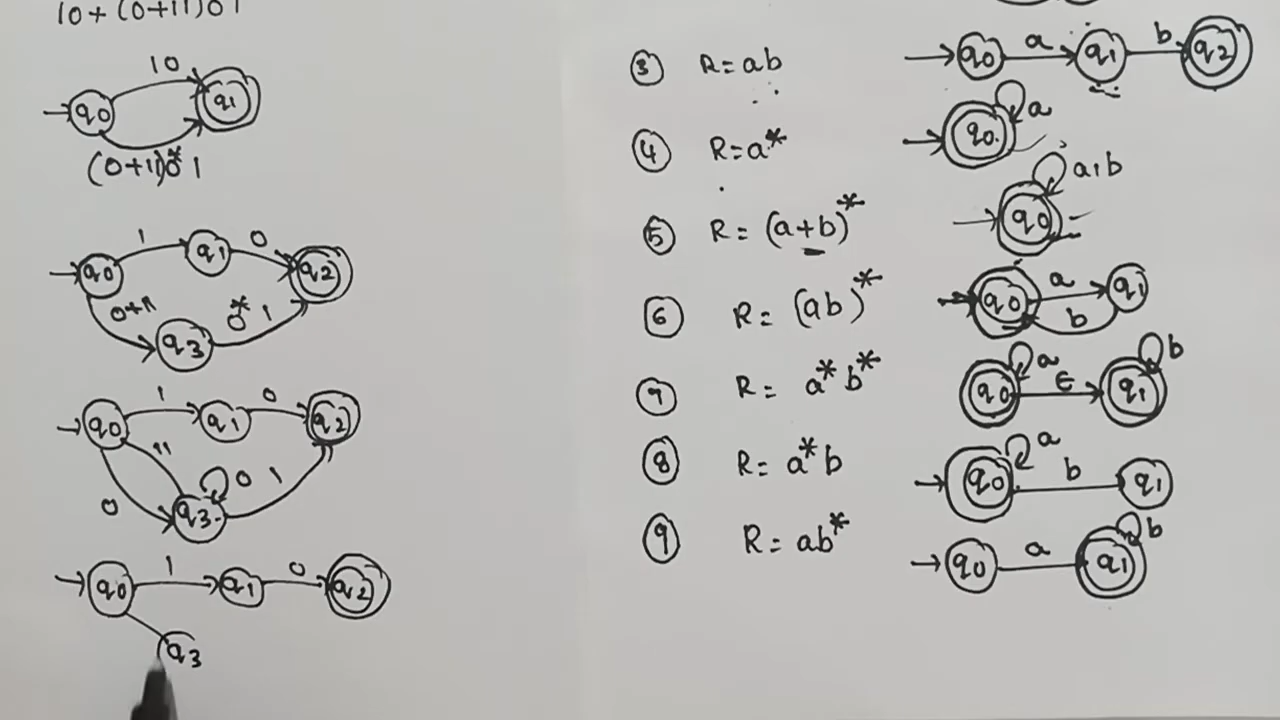 10 + (0+11)0*1
10
q0
q1
(0+11)0*1
1
0
q0
q1
q2
0+11
0* 1
q3
1
0
q0
q1
q2
11
0
0 1
q3
1
0
q0
q1
q2
q3
③ R = ab
q0 a q1 b q2
④ R = a*
q0 a
⑤ R = (a+b)*
q0 a,b
⑥ R = (ab)*
q0 a q1
b
9 R = a* b*
q0 a ε q1 b
⑧ R = a* b
q0 a b q1
⑨ R = ab*
q0 a q1 b